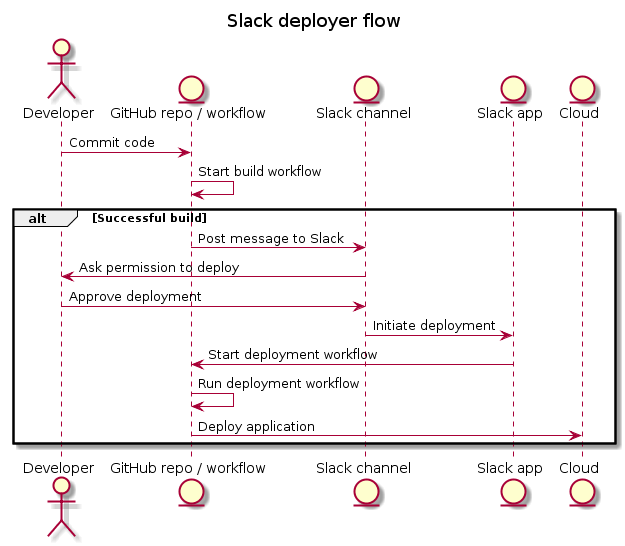 Slack deployer flow
Developer GitHub repo / workflow Slack channel Slack app Cloud
Commit code
Start build workflow
alt [Successful build]
Post message to Slack
Ask permission to deploy
Approve deployment
Initiate deployment
Start deployment workflow
Run deployment workflow
Deploy application
Developer GitHub repo / workflow Slack channel Slack app Cloud